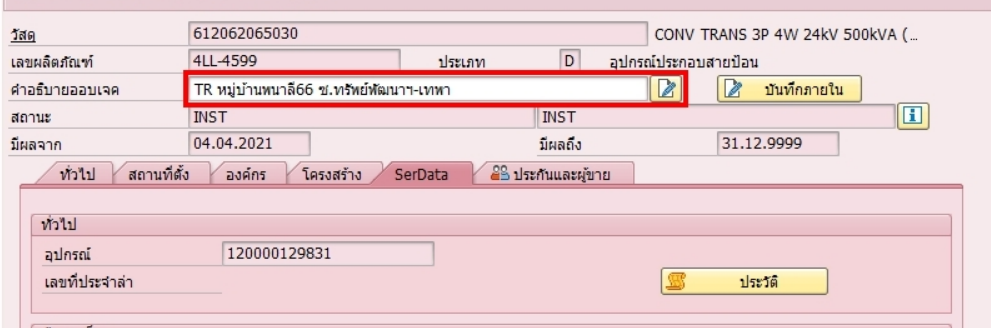 วัสดุ 612062065030 CONV TRANS 3P 4W 24kV 500kVA (...
เลขผลิตภัณฑ์ 4LL-4599 ประเภท D อุปกรณ์ประกอบสายป้อน
คำอธิบายออบเจค TR หมู่บ้านพนาลี66 ซ.ทรัพย์พัฒนาฯ-เทพา บันทึกภายใน
สถานะ INST INST
มีผลจาก 04.04.2021 มีผลถึง 31.12.9999
ทั่วไป สถานที่ตั้ง องค์กร โครงสร้าง SerData ประกันและผู้ขาย
ทั่วไป
อุปกรณ์ 120000129831
เลขที่ประจำล่า ประวัติ